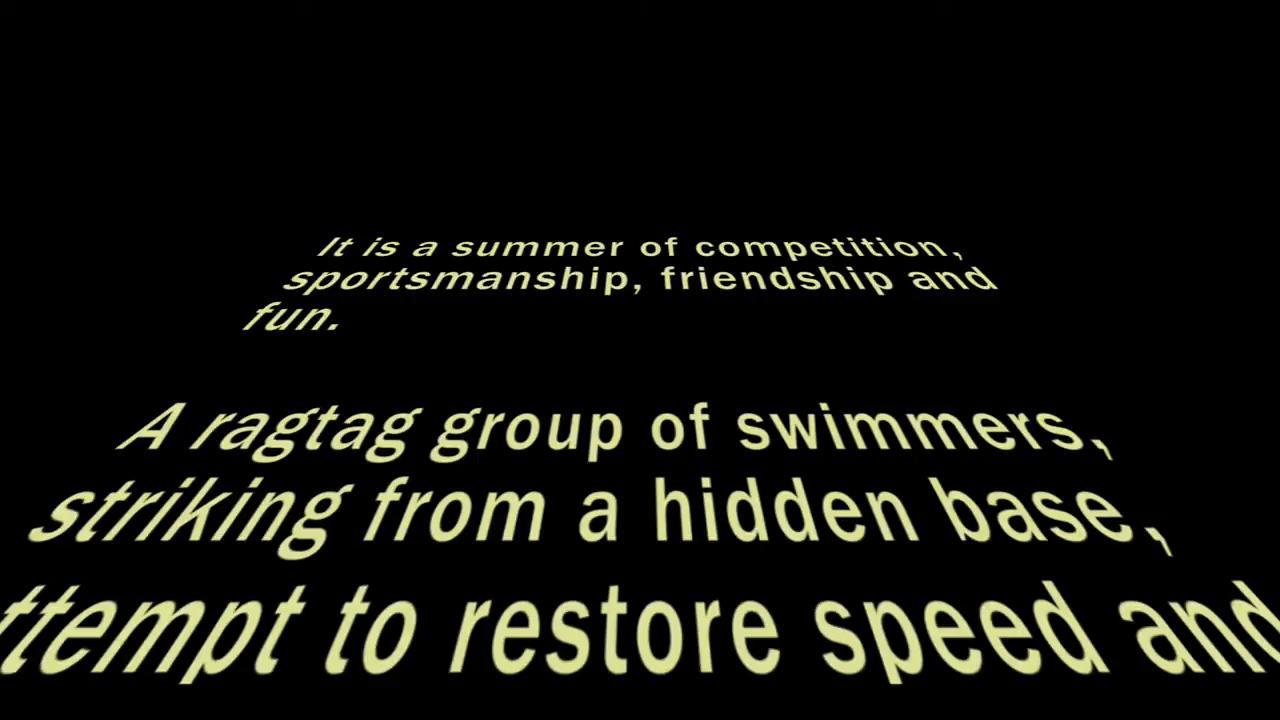 It is a summer of competition,
sportsmanship, friendship and
fun.
A ragtag group of swimmers,
striking from a hidden base,
ttempt to restore speed and